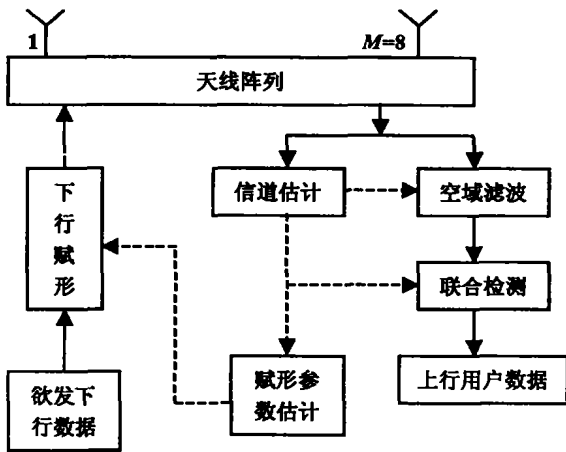 1
M=8
天线阵列
下
行
赋
形
信道估计
空域滤波
联合检测
欲发下
行数据
赋形参
数估计
上行用户数据